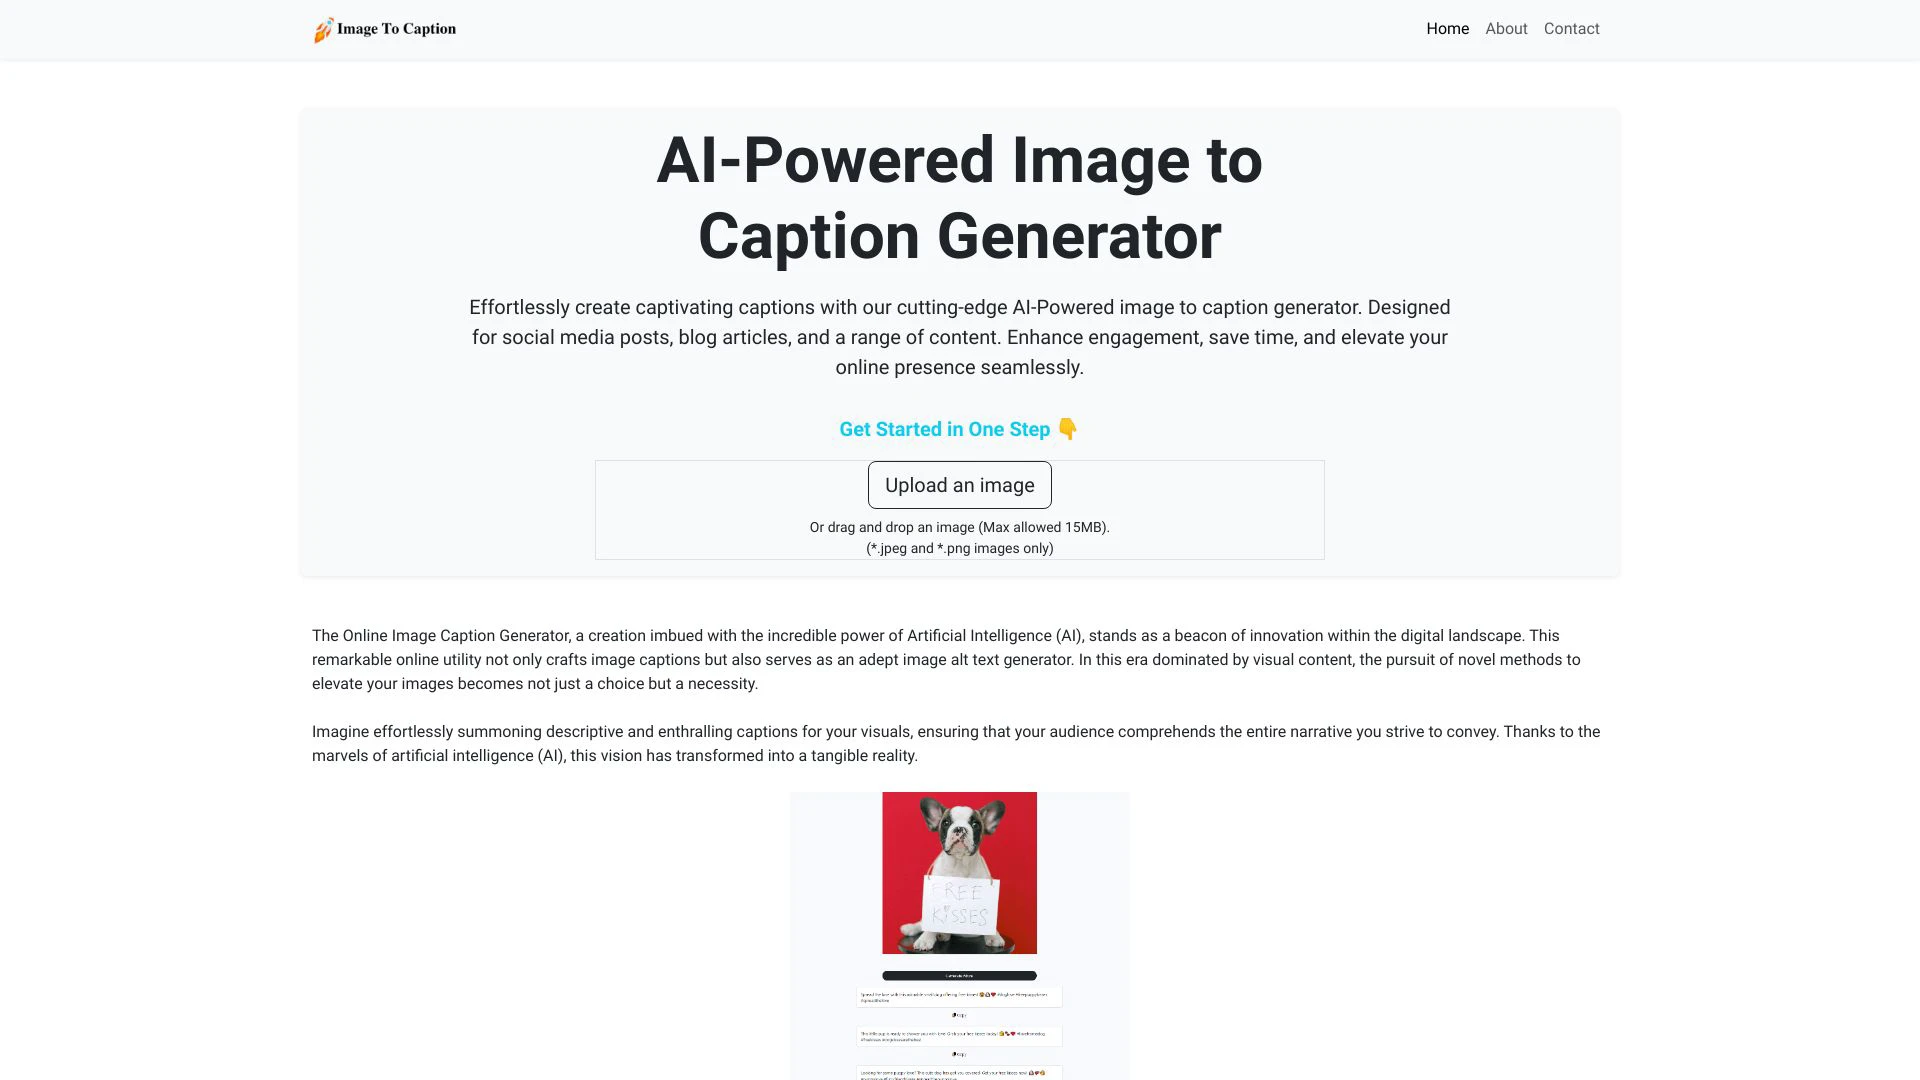 Image To Caption
Home About Contact
AI-Powered Image to
Caption Generator
Effortlessly create captivating captions with our cutting-edge AI-Powered image to caption generator. Designed
for social media posts, blog articles, and a range of content. Enhance engagement, save time, and elevate your
online presence seamlessly.
Get Started in One Step 👇
Upload an image
Or drag and drop an image (Max allowed 15MB).
(*.jpeg and *.png images only)
The Online Image Caption Generator, a creation imbued with the incredible power of Artificial Intelligence (AI), stands as a beacon of innovation within the digital landscape. This
remarkable online utility not only crafts image captions but also serves as an adept image alt text generator. In this era dominated by visual content, the pursuit of novel methods to
elevate your images becomes not just a choice but a necessity.
Imagine effortlessly summoning descriptive and enthralling captions for your visuals, ensuring that your audience comprehends the entire narrative you strive to convey. Thanks to the
marvels of artificial intelligence (AI), this vision has transformed into a tangible reality.
FREE
KISSES
Generate More
Copy
Copy